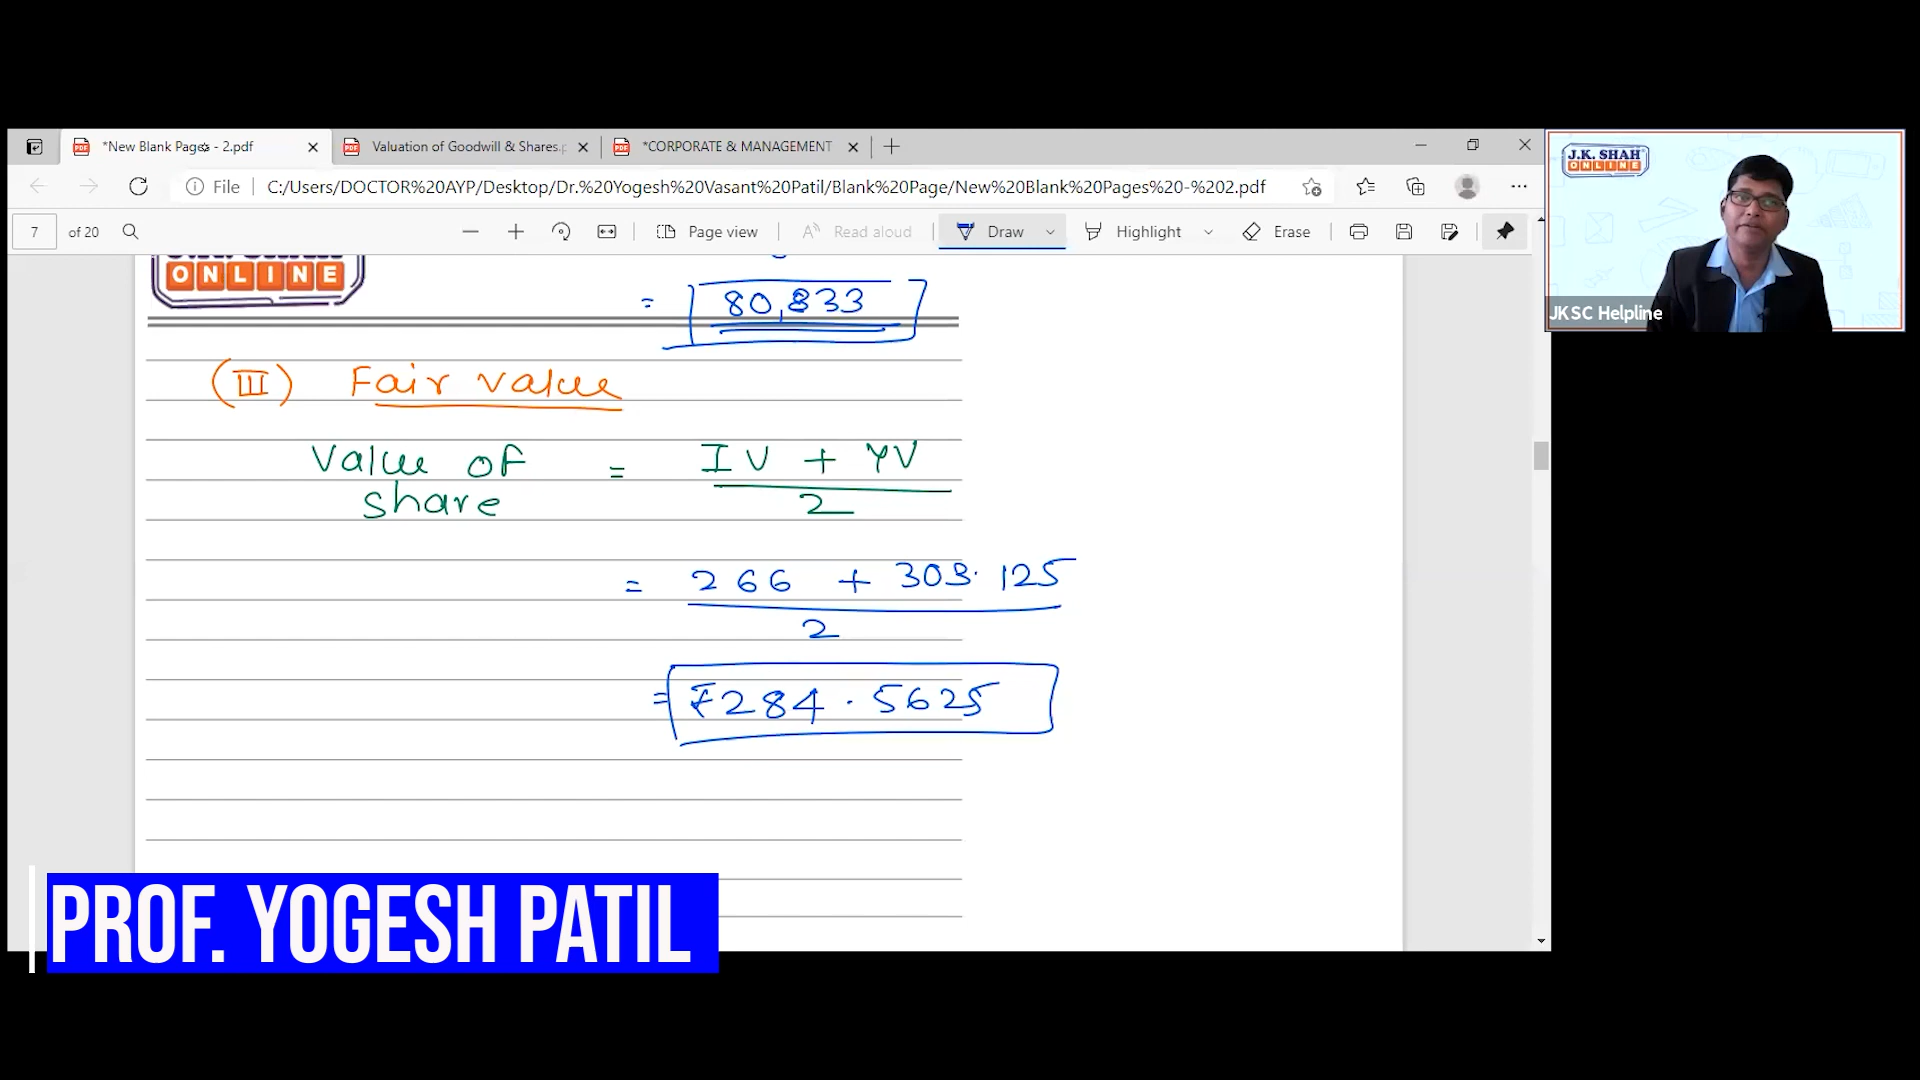 *New Blank Pages - 2.pdf
Valuation of Goodwill & Shares.p
*CORPORATE & MANAGEMENT
File
C:/Users/DOCTOR%20AYP/Desktop/Dr.%20Yogesh%20Vasant%20Patil/Blank%20Page/New%20Blank%20Pages%20-%202.pdf
7 of 20
Page view
Read aloud
Draw
Highlight
Erase
J.K. SHAH
ONLINE
JKSC Helpline
ONLINE
= 80,833
(III) Fair value
Value of share = IV + YV
2
= 266 + 303.125
2
= ₹284.5625
PROF. YOGESH PATIL